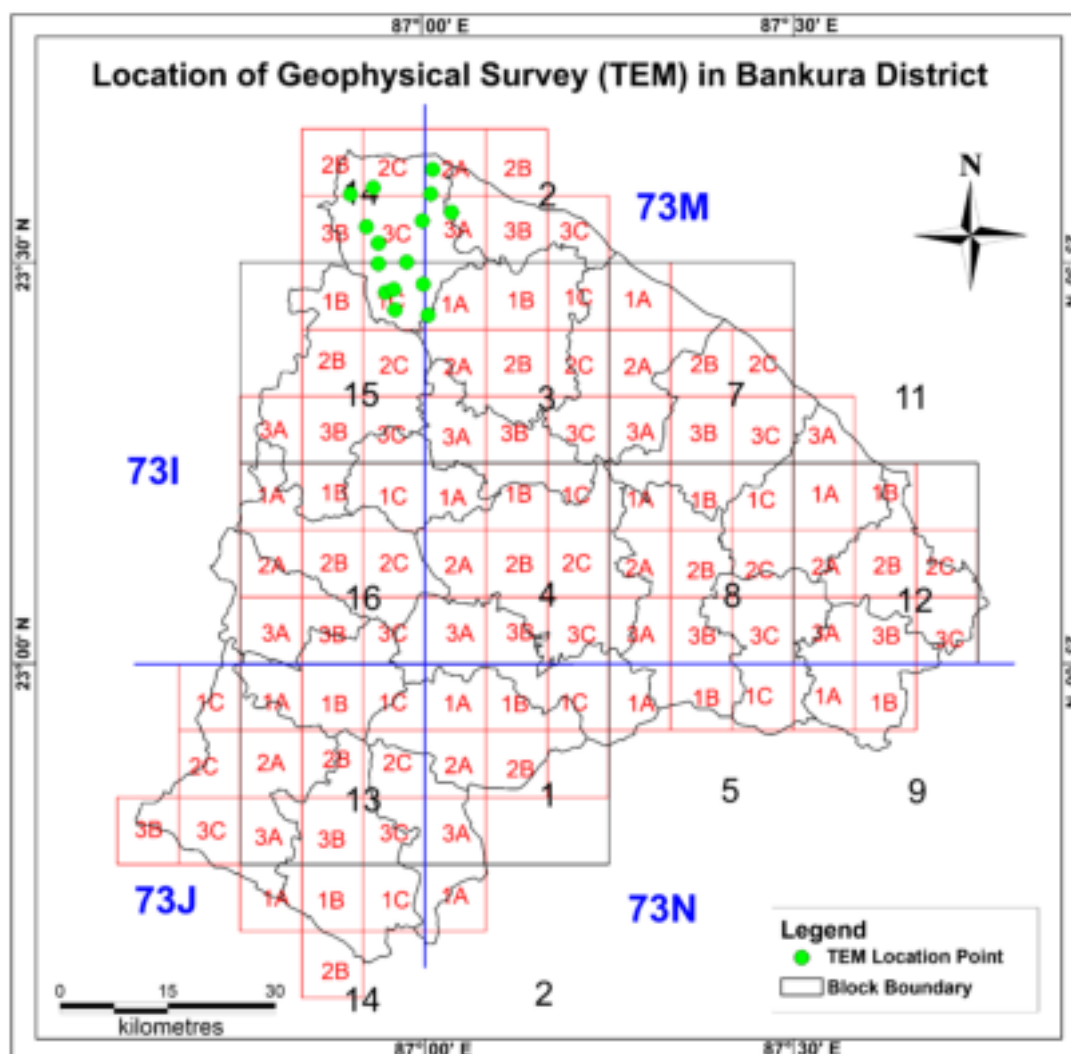 87° 00' E 87° 30' E
Location of Geophysical Survey (TEM) in Bankura District
N
2B 2C 2A 2B
14 2
73M
3B 3C 3A 3B 3C
23° 30' N
1B 1C 1A 1B 1C 1A
2B 2C 2A 2B 2C 2A 2B 2C
15 3 7 11
3A 3B 3C 3A 3B 3C 3A 3B 3C 3A
73I
1A 1B 1C 1A 1B 1C 1A 1B 1C 1A 1B
2A 2B 2C 2A 2B 2C 2A 2B 2C 2A 2B 2C
16 4 8 12
3A 3B 3C 3A 3B 3C 3A 3B 3C 3A 3B 3C
23° 00' N
1C 1A 1B 1C 1A 1B 1C 1A 1B 1C 1A 1B
2C 2A 2B 2C 2A 2B
13 1 5 9
3B 3C 3A 3B 3C 3A
73J 73N
1A 1B 1C 1A
Legend
TEM Location Point
Block Boundary
2B
14 2
0 15 30
kilometres
87° 00' E 87° 30' E